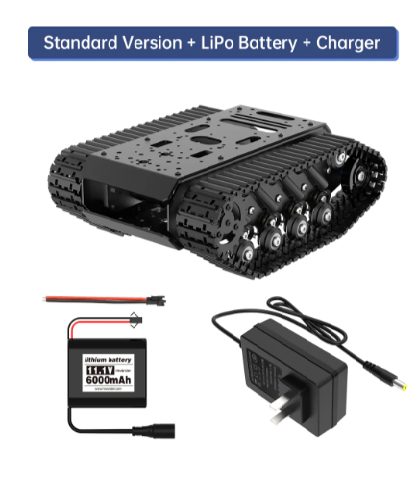 Standard Version + LiPo Battery + Charger
lithium battery
11.1V
6000mAh